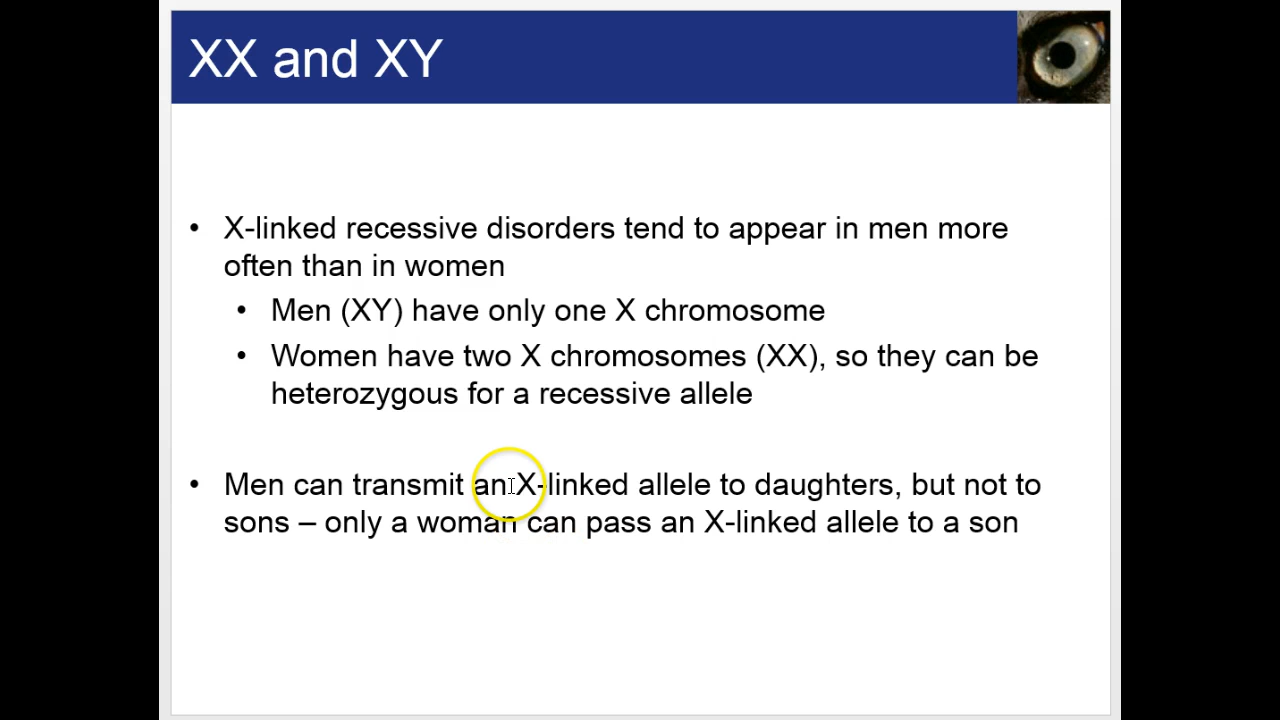 XX and XY
• X-linked recessive disorders tend to appear in men more
often than in women
• Men (XY) have only one X chromosome
• Women have two X chromosomes (XX), so they can be
heterozygous for a recessive allele
• Men can transmit an X-linked allele to daughters, but not to
sons – only a woman can pass an X-linked allele to a son